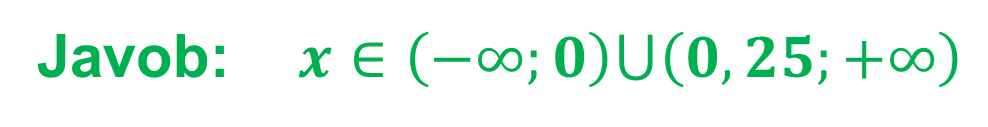 Javob: x ∈ (−∞; 0)⋃(0, 25; +∞)